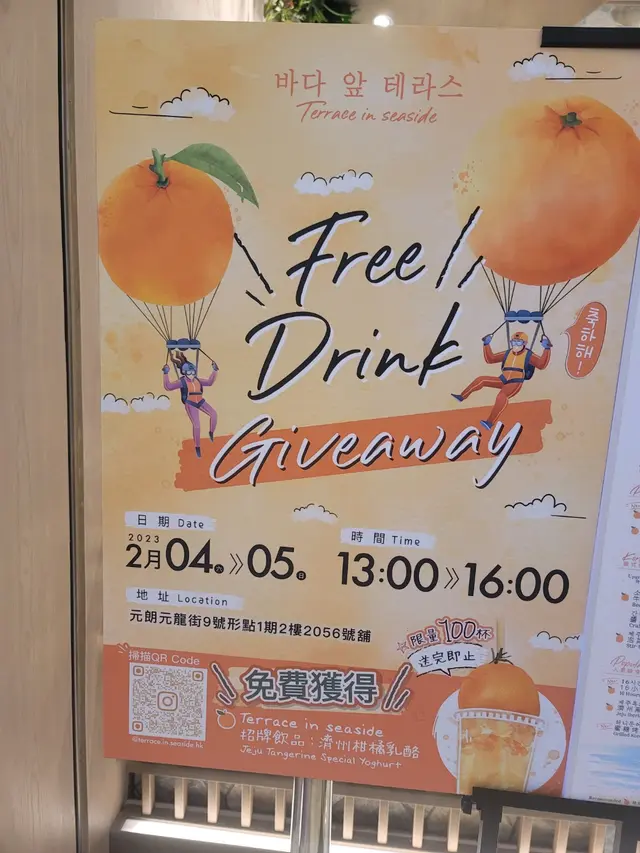 바다 앞 테라스
Terrace in seaside
Free
Drink
Giveaway
축하해!
日期 Date
2023
2月04㊅»05㊐
時間 Time
13:00»16:00
地址 Location
元朗元龍街9號形點1期2樓2056號舖
限量100杯
送完即止
掃描QR Code
@terrace.in.seaside.hk
免費獲得
Terrace in seaside
招牌飲品：濟州柑橘乳酪
Jeju Tangerine Special Yoghurt